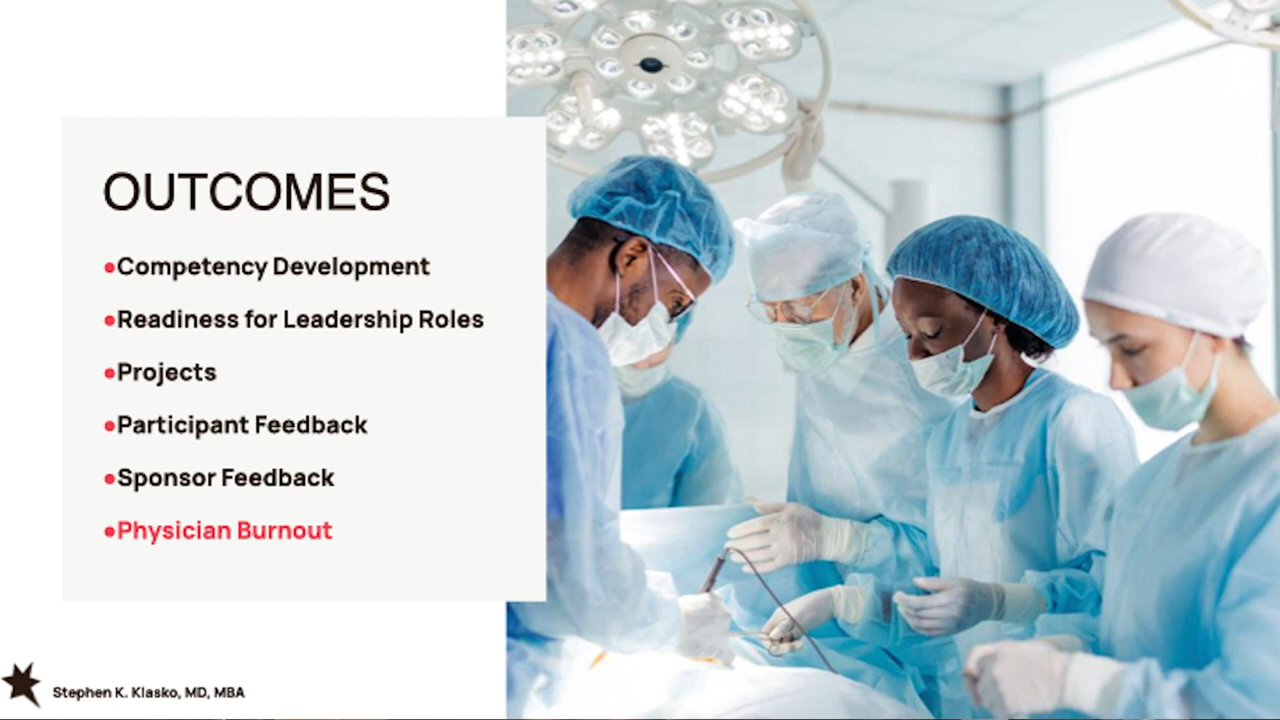 OUTCOMES
•Competency Development
•Readiness for Leadership Roles
•Projects
•Participant Feedback
•Sponsor Feedback
•Physician Burnout
Stephen K. Klasko, MD, MBA